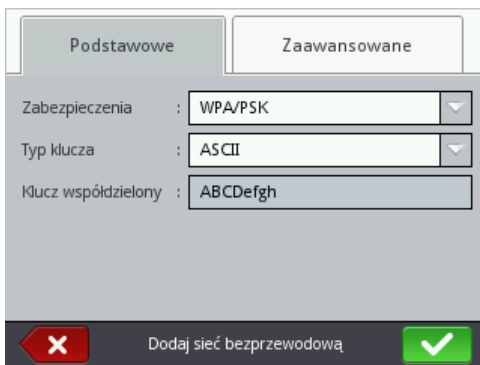 Podstawowe Zaawansowane
Zabezpieczenia : WPA/PSK
Typ klucza : ASCII
Klucz współdzielony : ABCDefgh
Dodaj sieć bezprzewodową